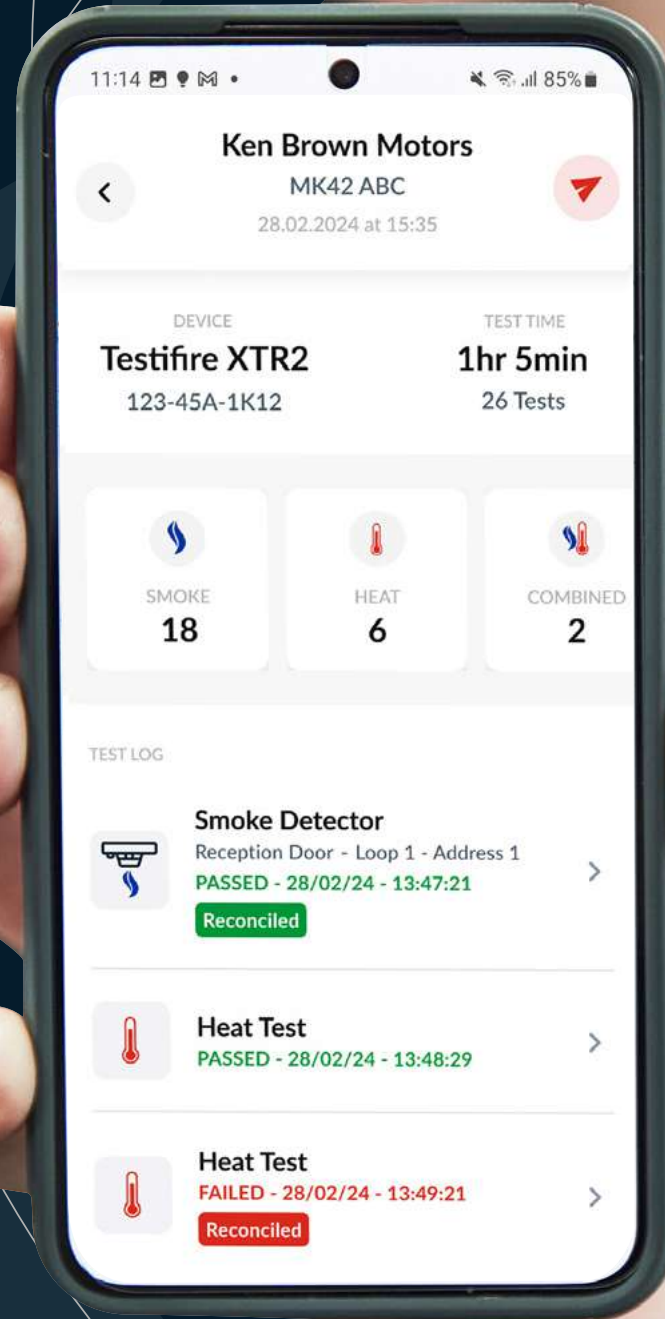 11:14 85%
Ken Brown Motors
MK42 ABC
28.02.2024 at 15:35
DEVICE
TEST TIME
Testifire XTR2
1hr 5min
123-45A-1K12
26 Tests
SMOKE
HEAT
COMBINED
18
6
2
TEST LOG
Smoke Detector
Reception Door - Loop 1 - Address 1
PASSED - 28/02/24 - 13:47:21
Reconciled
Heat Test
PASSED - 28/02/24 - 13:48:29
Heat Test
FAILED - 28/02/24 - 13:49:21
Reconciled